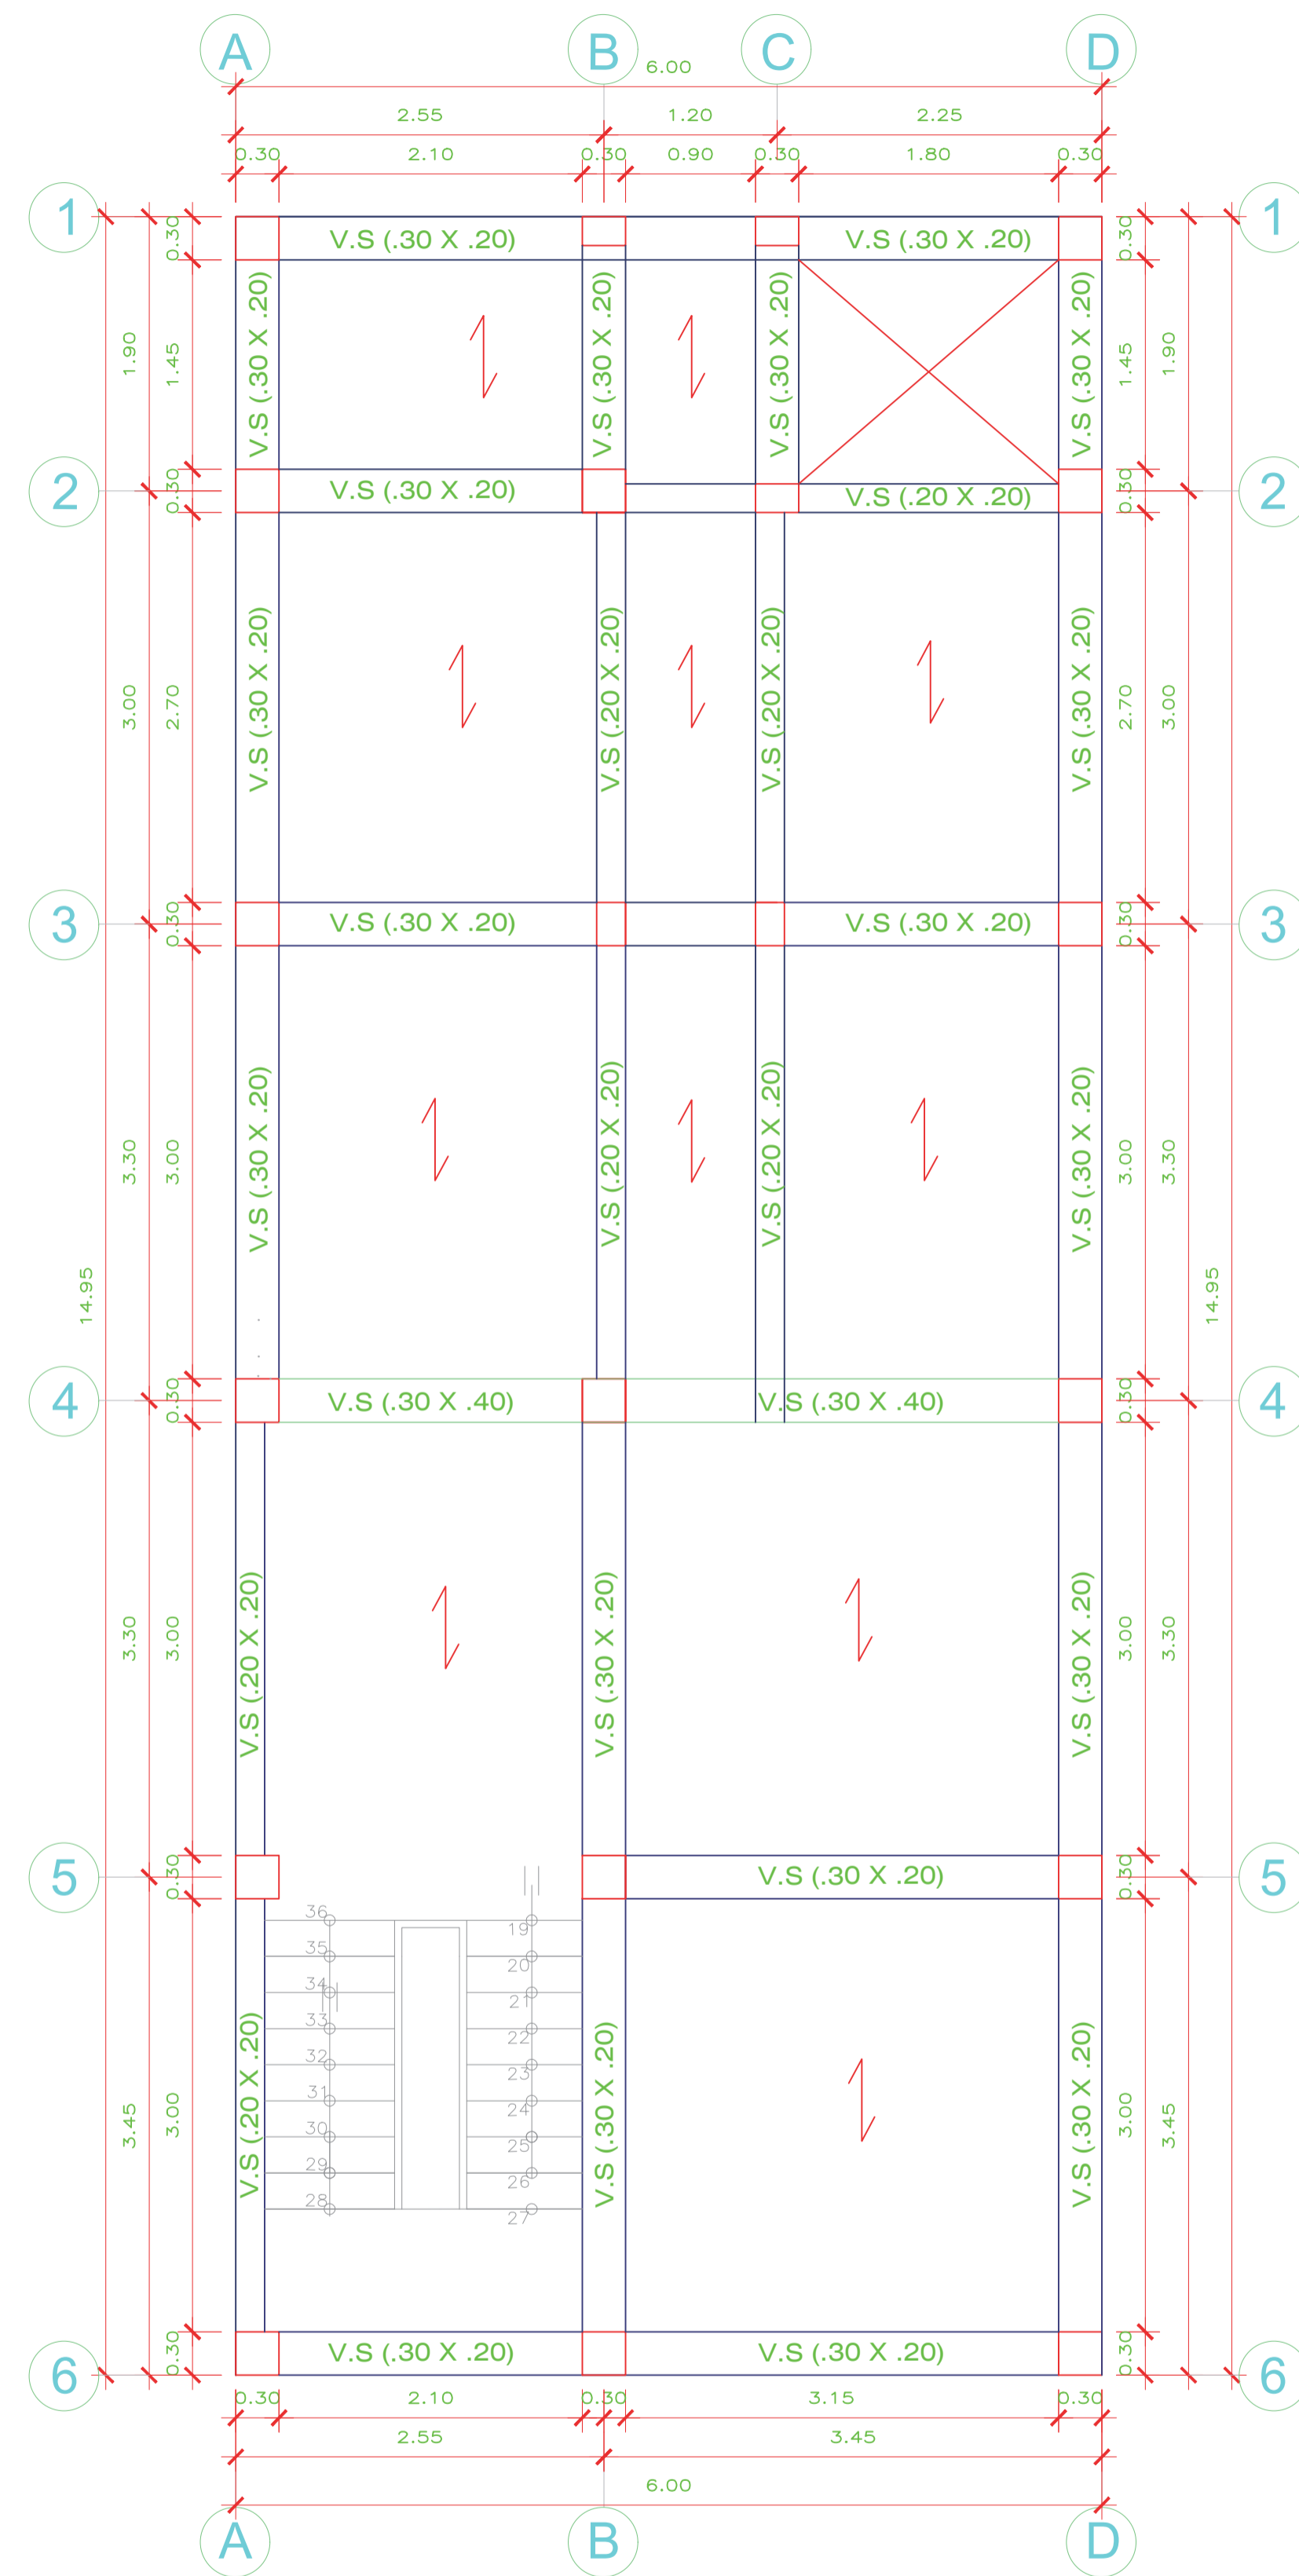 A B C D
6.00
2.55 1.20 2.25
0.30 2.10 0.30 0.90 0.30 1.80 0.30
1 0.30 V.S (.30 X .20) V.S (.30 X .20) 0.30 1
1.90 1.45 V.S (.30 X .20) V.S (.30 X .20) V.S (.30 X .20) V.S (.30 X .20) 1.45 1.90
2 0.30 V.S (.30 X .20) V.S (.20 X .20) 0.30 2
3.00 2.70 V.S (.30 X .20) V.S (.20 X .20) V.S (.20 X .20) V.S (.30 X .20) 2.70 3.00
3 0.30 V.S (.30 X .20) V.S (.30 X .20) 0.30 3
3.30 3.00 V.S (.30 X .20) V.S (.20 X .20) V.S (.20 X .20) V.S (.30 X .20) 3.00 3.30
14.95 14.95
4 0.30 V.S (.30 X .40) V.S (.30 X .40) 0.30 4
3.30 3.00 V.S (.20 X .20) V.S (.30 X .20) V.S (.30 X .20) 3.00 3.30
5 0.30 V.S (.30 X .20) 0.30 5
36 19
35 20
34 21
33 22
32 23
31 24
30 25
29 26
28 27
3.45 3.00 V.S (.20 X .20) V.S (.30 X .20) V.S (.30 X .20) 3.00 3.45
6 0.30 V.S (.30 X .20) V.S (.30 X .20) 0.30 6
0.30 2.10 0.30 3.15 0.30
2.55 3.45
6.00
A B D